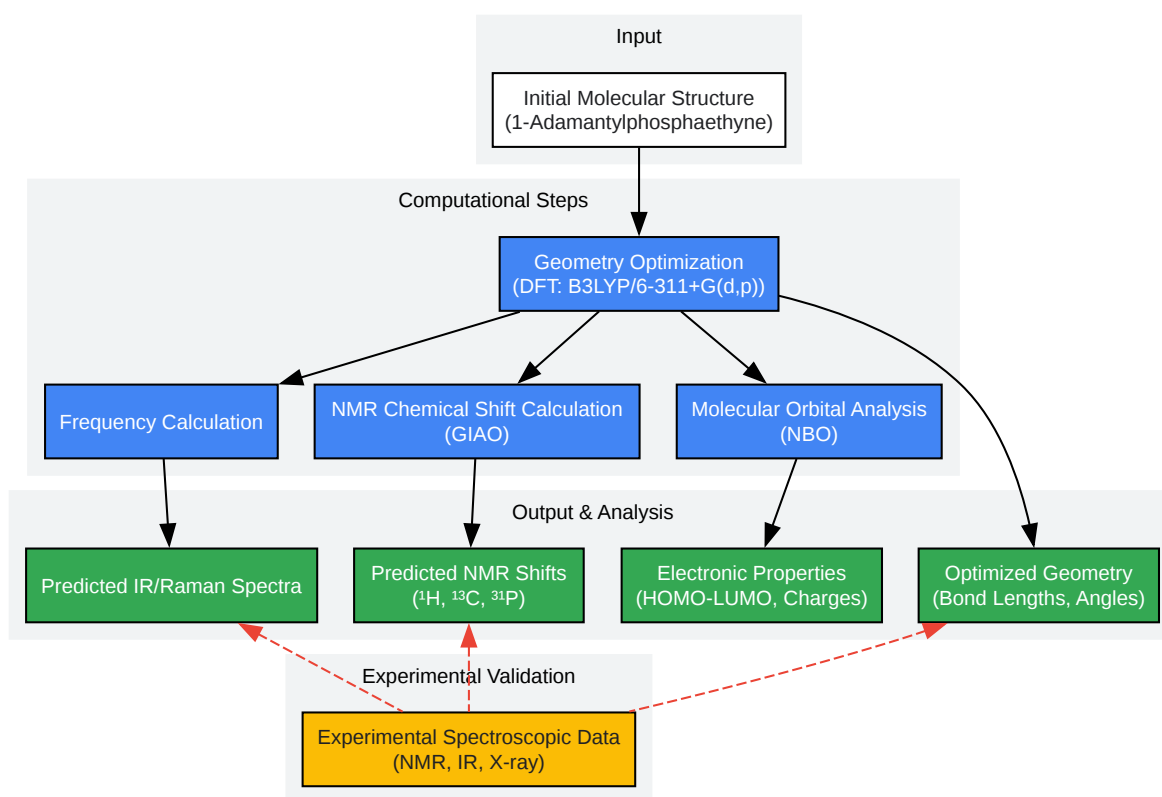 Input
Initial Molecular Structure
(1-Adamantylphosphaethyne)
Computational Steps
Geometry Optimization
(DFT: B3LYP/6-311+G(d,p))
Frequency Calculation
NMR Chemical Shift Calculation
(GIAO)
Molecular Orbital Analysis
(NBO)
Output & Analysis
Predicted IR/Raman Spectra
Predicted NMR Shifts
(¹H, ¹³C, ³¹P)
Electronic Properties
(HOMO-LUMO, Charges)
Optimized Geometry
(Bond Lengths, Angles)
Experimental Validation
Experimental Spectroscopic Data
(NMR, IR, X-ray)